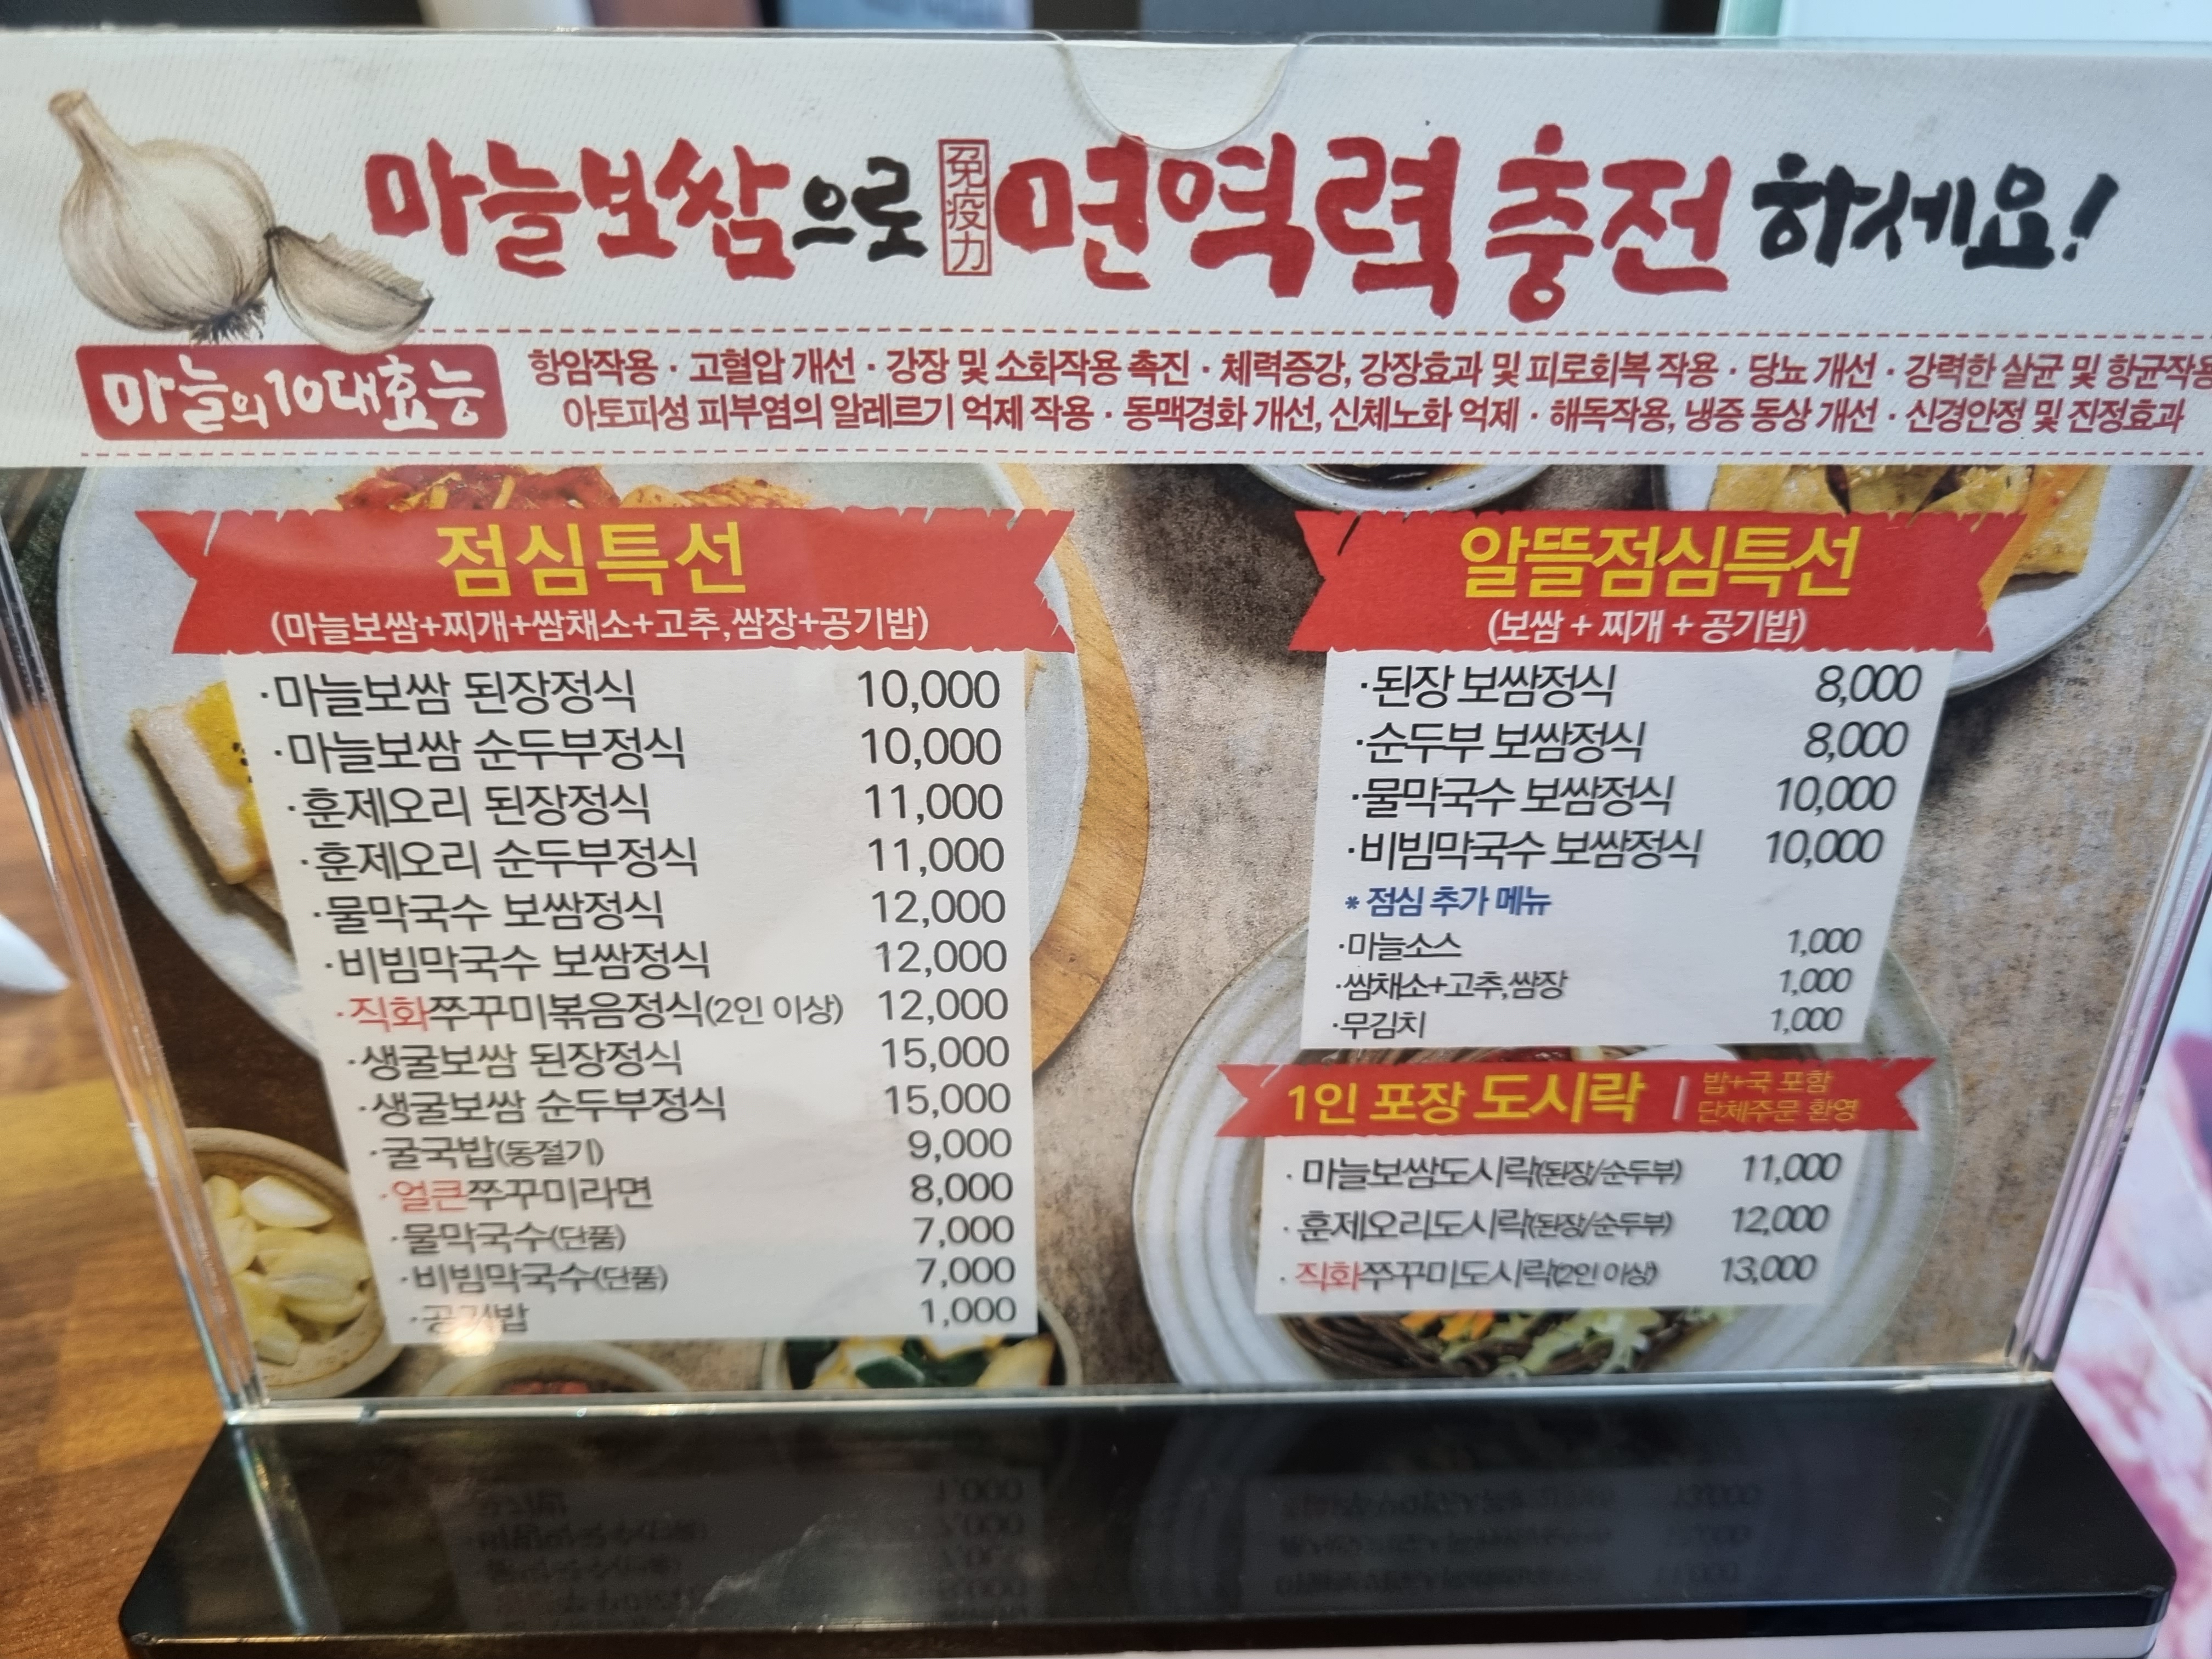 마늘보쌈으로 免疫力 면역력 충전 하세요!
마늘의 10대효능
항암작용 · 고혈압 개선 · 강장 및 소화작용 촉진 · 체력증강, 강장효과 및 피로회복 작용 · 당뇨 개선 · 강력한 살균 및 항균작용
아토피성 피부염의 알레르기 억제 작용 · 동맥경화 개선, 신체노화 억제 · 해독작용, 냉증 동상 개선 · 신경안정 및 진정효과
점심특선
(마늘보쌈+찌개+쌈채소+고추,쌈장+공기밥)
·마늘보쌈 된장정식 10,000
·마늘보쌈 순두부정식 10,000
·훈제오리 된장정식 11,000
·훈제오리 순두부정식 11,000
·물막국수 보쌈정식 12,000
·비빔막국수 보쌈정식 12,000
·직화쭈꾸미볶음정식(2인 이상) 12,000
·생굴보쌈 된장정식 15,000
·생굴보쌈 순두부정식 15,000
·굴국밥(동절기) 9,000
·얼큰쭈꾸미라면 8,000
·물막국수(단품) 7,000
·비빔막국수(단품) 7,000
·공기밥 1,000
알뜰점심특선
(보쌈 + 찌개 + 공기밥)
·된장 보쌈정식 8,000
·순두부 보쌈정식 8,000
·물막국수 보쌈정식 10,000
·비빔막국수 보쌈정식 10,000
* 점심 추가 메뉴
·마늘소스 1,000
·쌈채소+고추,쌈장 1,000
·무김치 1,000
1인 포장 도시락 | 밥+국 포함
단체주문 환영
· 마늘보쌈도시락(된장/순두부) 11,000
· 훈제오리도시락(된장/순두부) 12,000
· 직화쭈꾸미도시락(2인 이상) 13,000